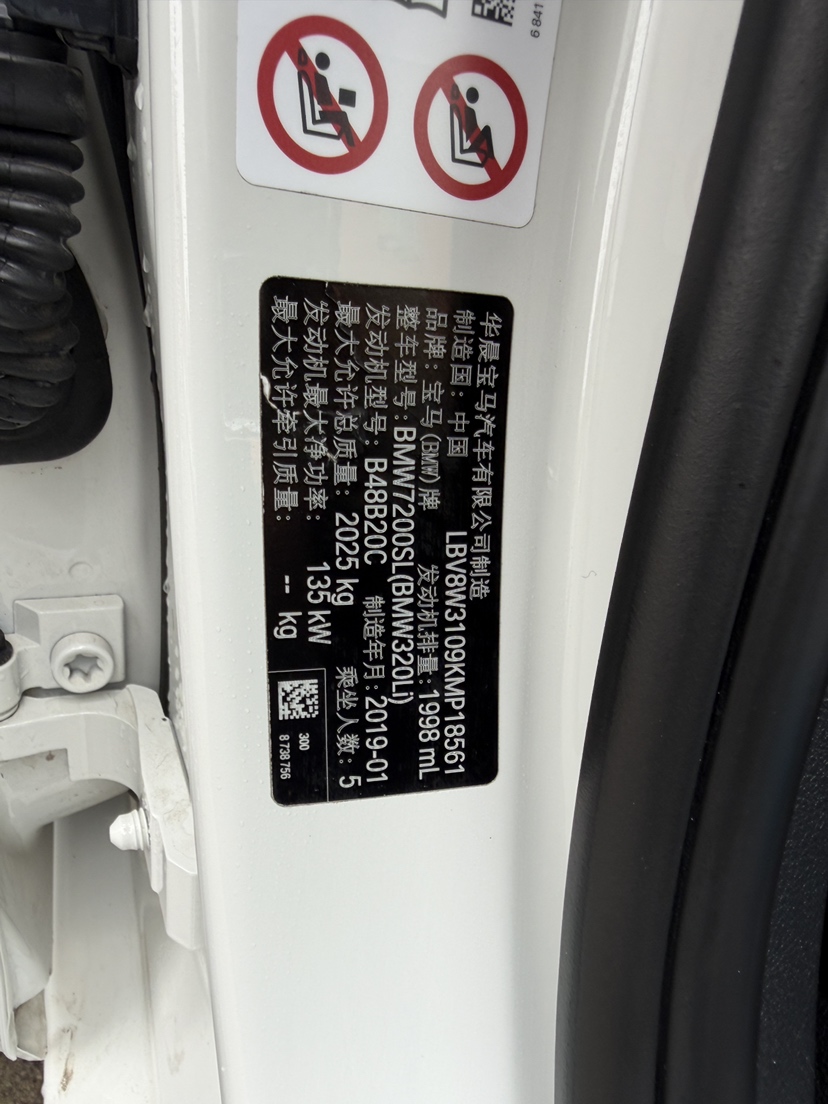 6 841
华晨宝马汽车有限公司制造
制造国：中国 LBV8W3109KMP18561
品牌：宝马(BMW)牌 发动机排量：1998 mL
整车型号：BMW7200SL(BMW320Li)
发动机型号：B48B20C 制造年月：2019-01
最大允许总质量：2025 kg 乘坐人数：5
发动机最大净功率：135 kW
最大允许牵引质量：-- kg
300
8 738 756